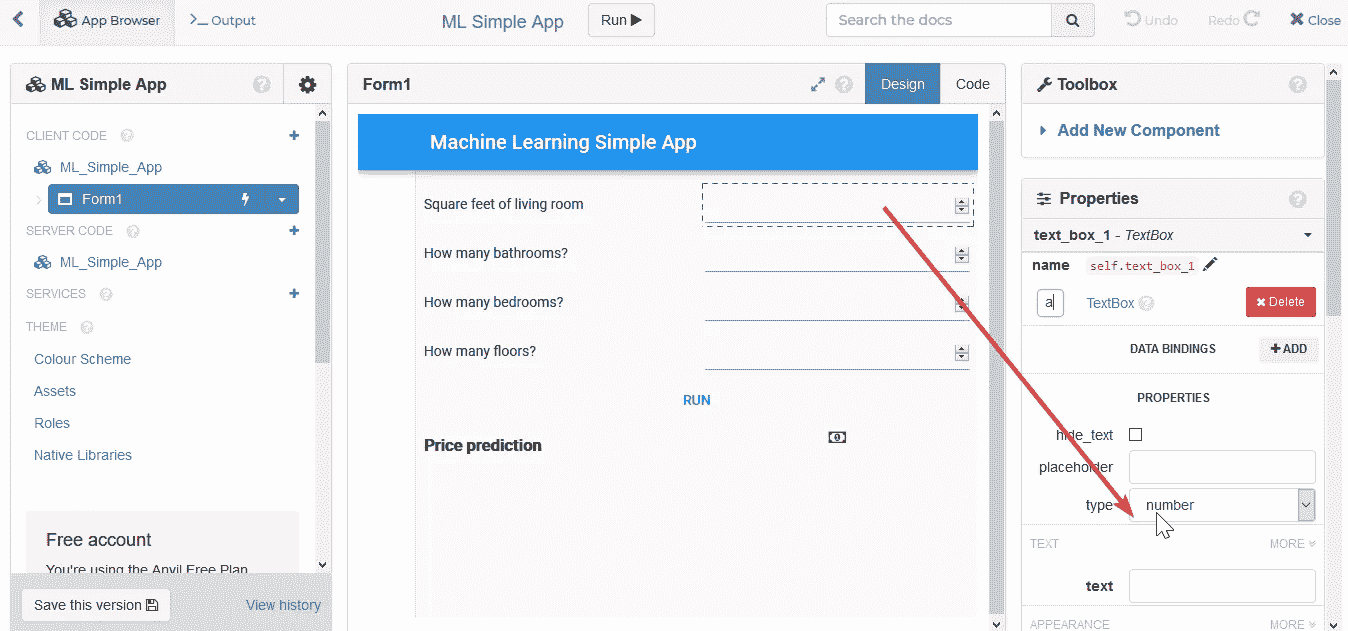 App Browser
Output
ML Simple App
Run
Search the docs
Undo
Redo
Close
ML Simple App
CLIENT CODE
ML_Simple_App
Form1
SERVER CODE
ML_Simple_App
SERVICES
THEME
Colour Scheme
Assets
Roles
Native Libraries
Free account
You're using the Anvil Free Plan
Save this version
View history
Form1
Design
Code
Machine Learning Simple App
Square feet of living room
How many bathrooms?
How many bedrooms?
How many floors?
RUN
Price prediction
Toolbox
Add New Component
Properties
text_box_1 - TextBox
name self.text_box_1
a TextBox Delete
DATA BINDINGS ADD
PROPERTIES
hide_text
placeholder
type number
TEXT MORE
text
APPEARANCE MORE